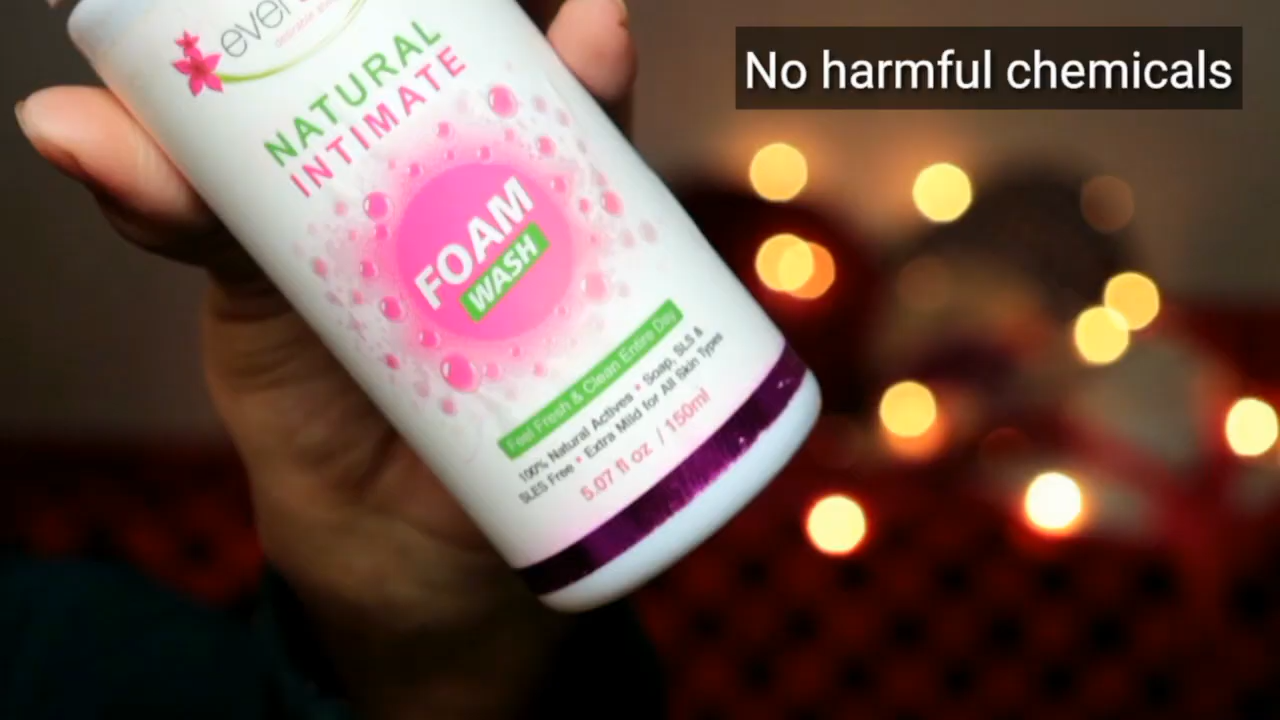 No harmful chemicals
NATURAL
INTIMATE
FOAM
WASH
Feel Fresh & Clean Entire Day
100% Natural Actives • Soap, SLS &
SLES Free • Extra Mild for All Skin Types
5.07 fl oz / 150ml